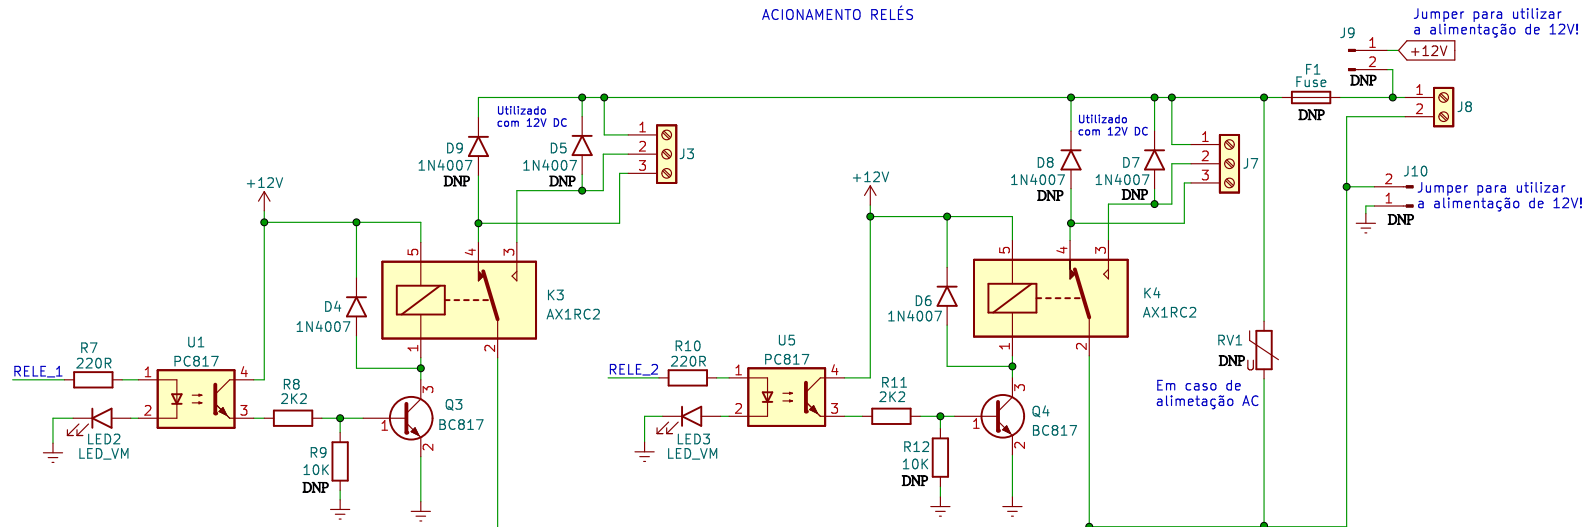 ACIONAMENTO RELÉS
Jumper para utilizar
a alimentação de 12V!
J9
1
+12V
2
DNP
F1
Fuse
DNP
1
2
J8
Utilizado
com 12V DC
D9
1N4007
DNP
D5
1N4007
DNP
1
2
3
J3
Utilizado
com 12V DC
D8
1N4007
DNP
D7
1N4007
DNP
1
2
3
J7
J10
2
1
DNP
Jumper para utilizar
a alimentação de 12V!
+12V
5
4
3
D4
1N4007
K3
AX1RC2
1
2
RELE_1
R7
220R
U1
PC817
1
2
4
3
LED2
LED_VM
R8
2K2
R9
10K
DNP
Q3
BC817
1
3
2
+12V
5
4
3
D6
1N4007
K4
AX1RC2
1
2
RELE_2
R10
220R
U5
PC817
1
2
4
3
LED3
LED_VM
R11
2K2
R12
10K
DNP
Q4
BC817
1
3
2
RV1
DNP
U
Em caso de
alimetação AC